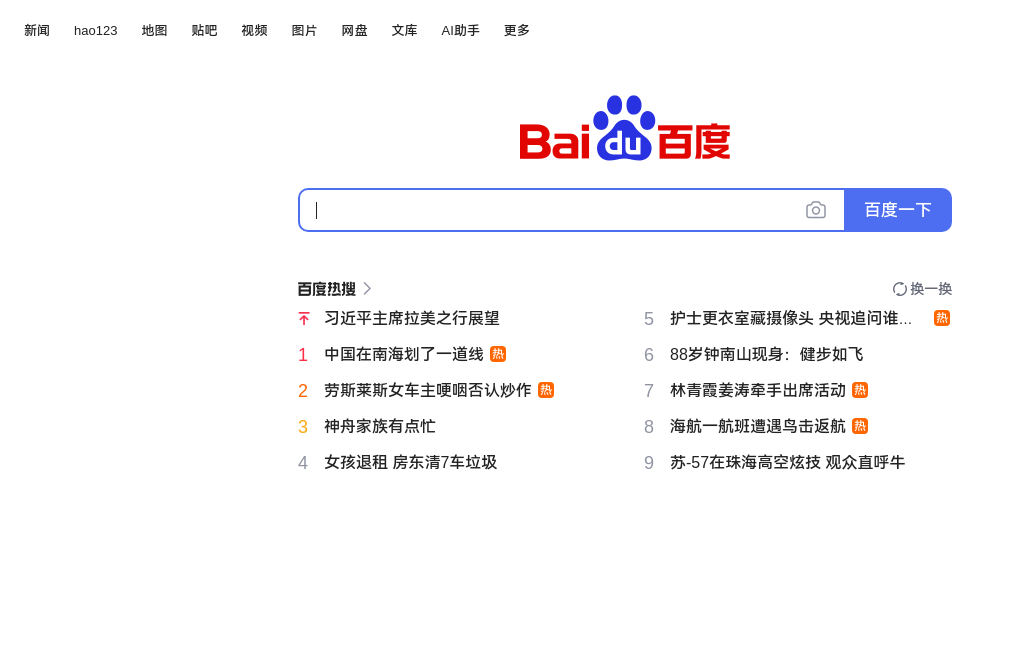 新闻 hao123 地图 贴吧 视频 图片 网盘 文库 AI助手 更多
Bai du 百度
百度一下
百度热搜 换一换
习近平主席拉美之行展望
1 中国在南海划了一道线 热
2 劳斯莱斯女车主哽咽否认炒作 热
3 神舟家族有点忙
4 女孩退租 房东清7车垃圾
5 护士更衣室藏摄像头 央视追问谁... 热
6 88岁钟南山现身：健步如飞
7 林青霞姜涛牵手出席活动 热
8 海航一航班遭遇鸟击返航 热
9 苏-57在珠海高空炫技 观众直呼牛